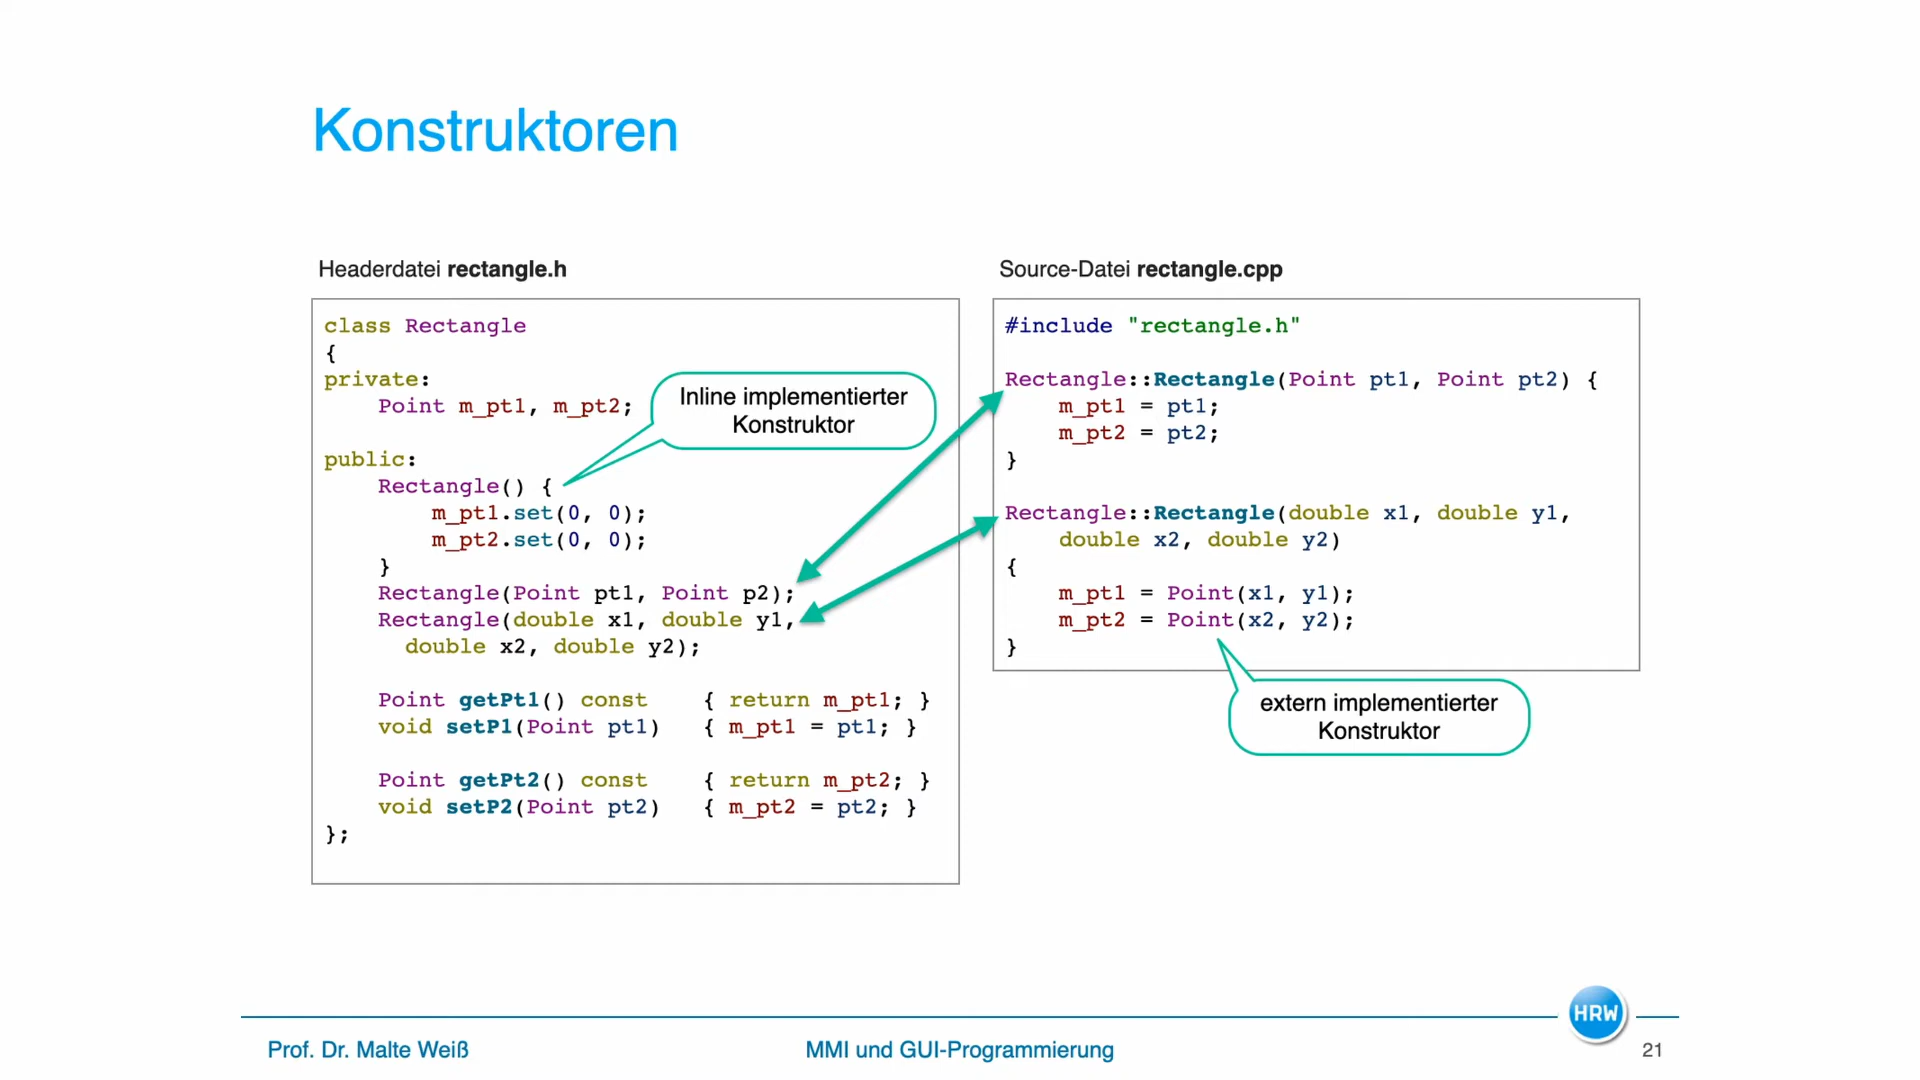 Konstruktoren
Headerdatei rectangle.h
class Rectangle
{
private:
    Point m_pt1, m_pt2;

public:
    Rectangle() {
        m_pt1.set(0, 0);
        m_pt2.set(0, 0);
    }
    Rectangle(Point pt1, Point p2);
    Rectangle(double x1, double y1,
      double x2, double y2);

    Point getPt1() const    { return m_pt1; }
    void setP1(Point pt1)   { m_pt1 = pt1; }

    Point getPt2() const    { return m_pt2; }
    void setP2(Point pt2)   { m_pt2 = pt2; }
};
Inline implementierter
Konstruktor
Source-Datei rectangle.cpp
#include "rectangle.h"

Rectangle::Rectangle(Point pt1, Point pt2) {
    m_pt1 = pt1;
    m_pt2 = pt2;
}

Rectangle::Rectangle(double x1, double y1,
    double x2, double y2)
{
    m_pt1 = Point(x1, y1);
    m_pt2 = Point(x2, y2);
}
extern implementierter
Konstruktor
HRW
Prof. Dr. Malte Weiß
MMI und GUI-Programmierung
21